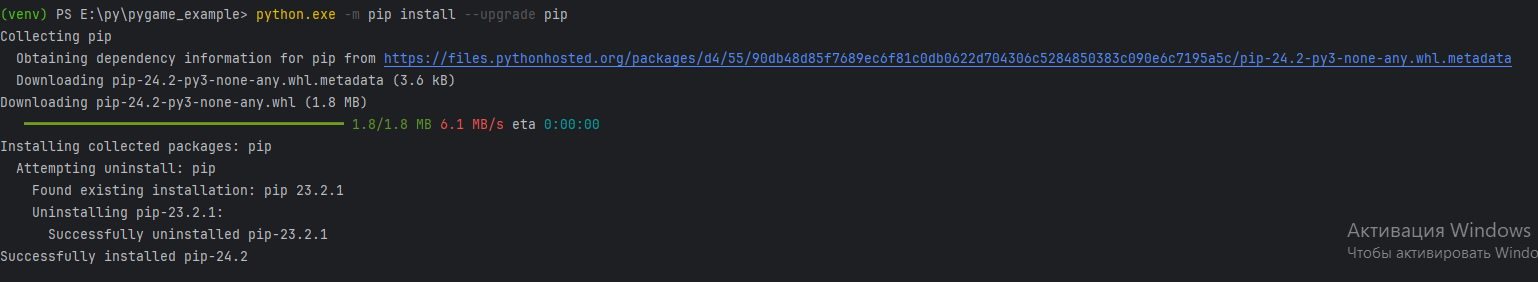 (venv) PS E:\py\pygame_example> python.exe -m pip install --upgrade pip
Collecting pip
Obtaining dependency information for pip from https://files.pythonhosted.org/packages/d4/55/90db48d85f7689ec6f81c0db0622d704306c5284850383c090e6c7195a5c/pip-24.2-py3-none-any.whl.metadata
Downloading pip-24.2-py3-none-any.whl.metadata (3.6 kB)
Downloading pip-24.2-py3-none-any.whl (1.8 MB)
1.8/1.8 MB 6.1 MB/s eta 0:00:00
Installing collected packages: pip
Attempting uninstall: pip
Found existing installation: pip 23.2.1
Uninstalling pip-23.2.1:
Successfully uninstalled pip-23.2.1
Successfully installed pip-24.2
Активация Windows
Чтобы активировать Windo